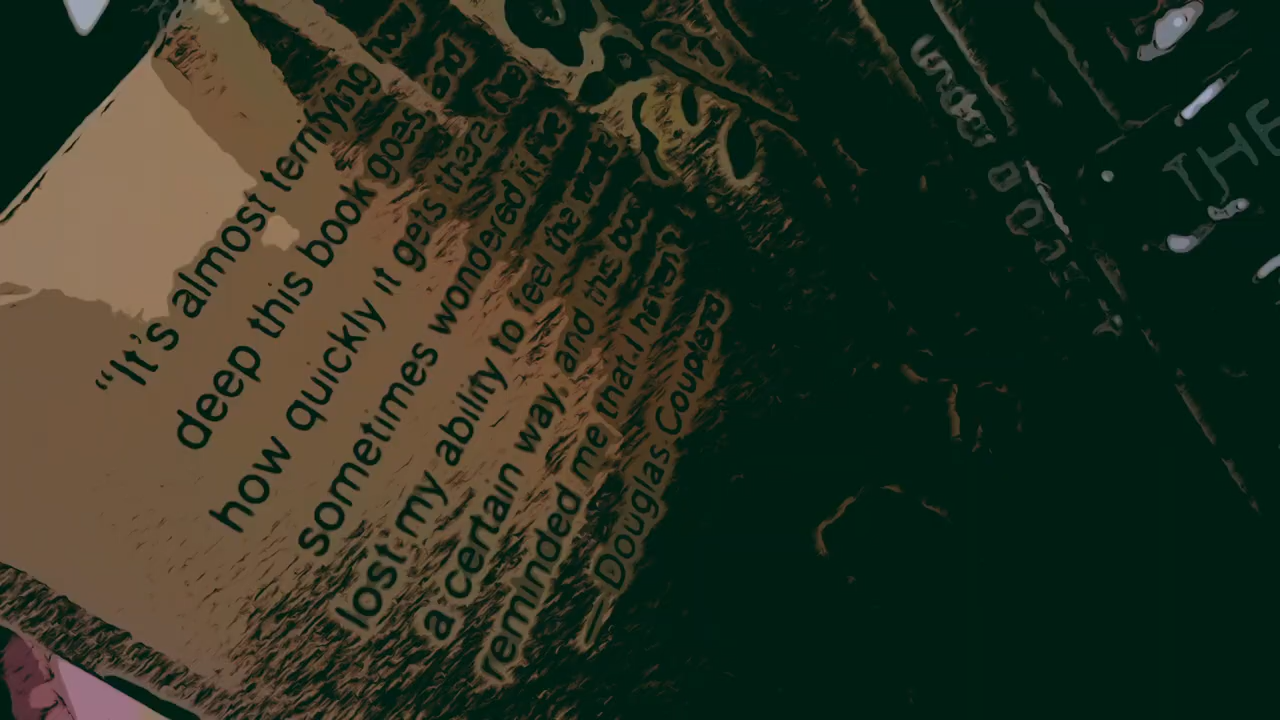 "It's almost terrifying
deep this book goes and
how quickly it gets there
sometimes wondered if I've
lost my ability to feel the
a certain way, and this book
reminded me that I haven't
— Douglas Coupland
THE